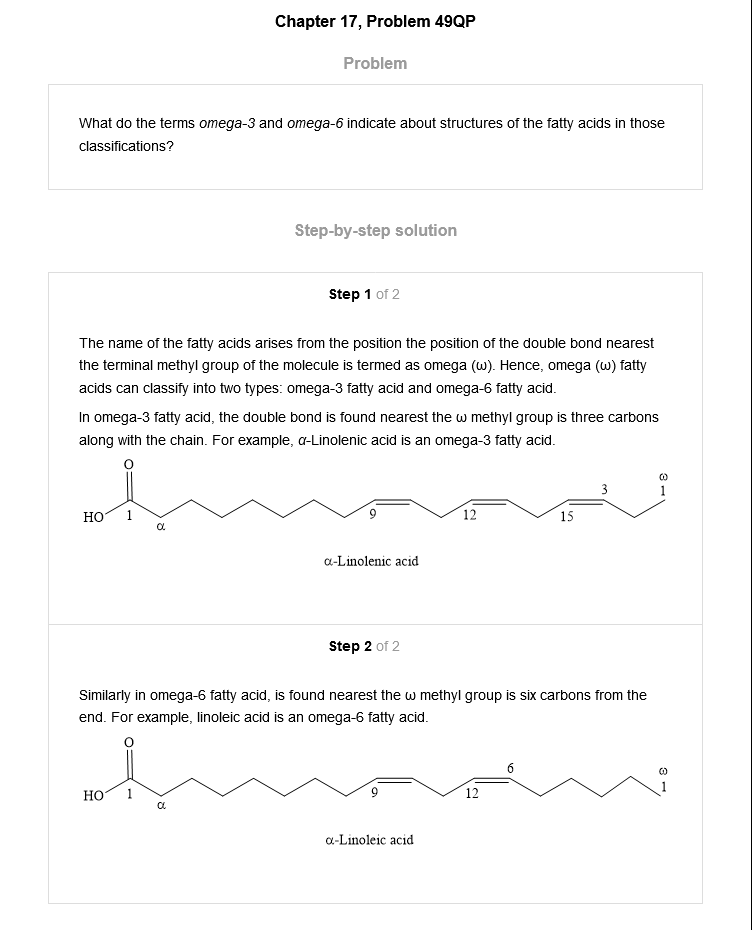 Chapter 17, Problem 49QP
Problem
What do the terms omega-3 and omega-6 indicate about structures of the fatty acids in those
classifications?
Step-by-step solution
Step 1 of 2
The name of the fatty acids arises from the position the position of the double bond nearest
the terminal methyl group of the molecule is termed as omega (ω). Hence, omega (ω) fatty
acids can classify into two types: omega-3 fatty acid and omega-6 fatty acid.
In omega-3 fatty acid, the double bond is found nearest the ω methyl group is three carbons
along with the chain. For example, α-Linolenic acid is an omega-3 fatty acid.
O
ω
3 1
HO 1 9 12 15
α
α-Linolenic acid
Step 2 of 2
Similarly in omega-6 fatty acid, is found nearest the ω methyl group is six carbons from the
end. For example, linoleic acid is an omega-6 fatty acid.
O
6 ω
1
HO 1 9 12
α
α-Linoleic acid